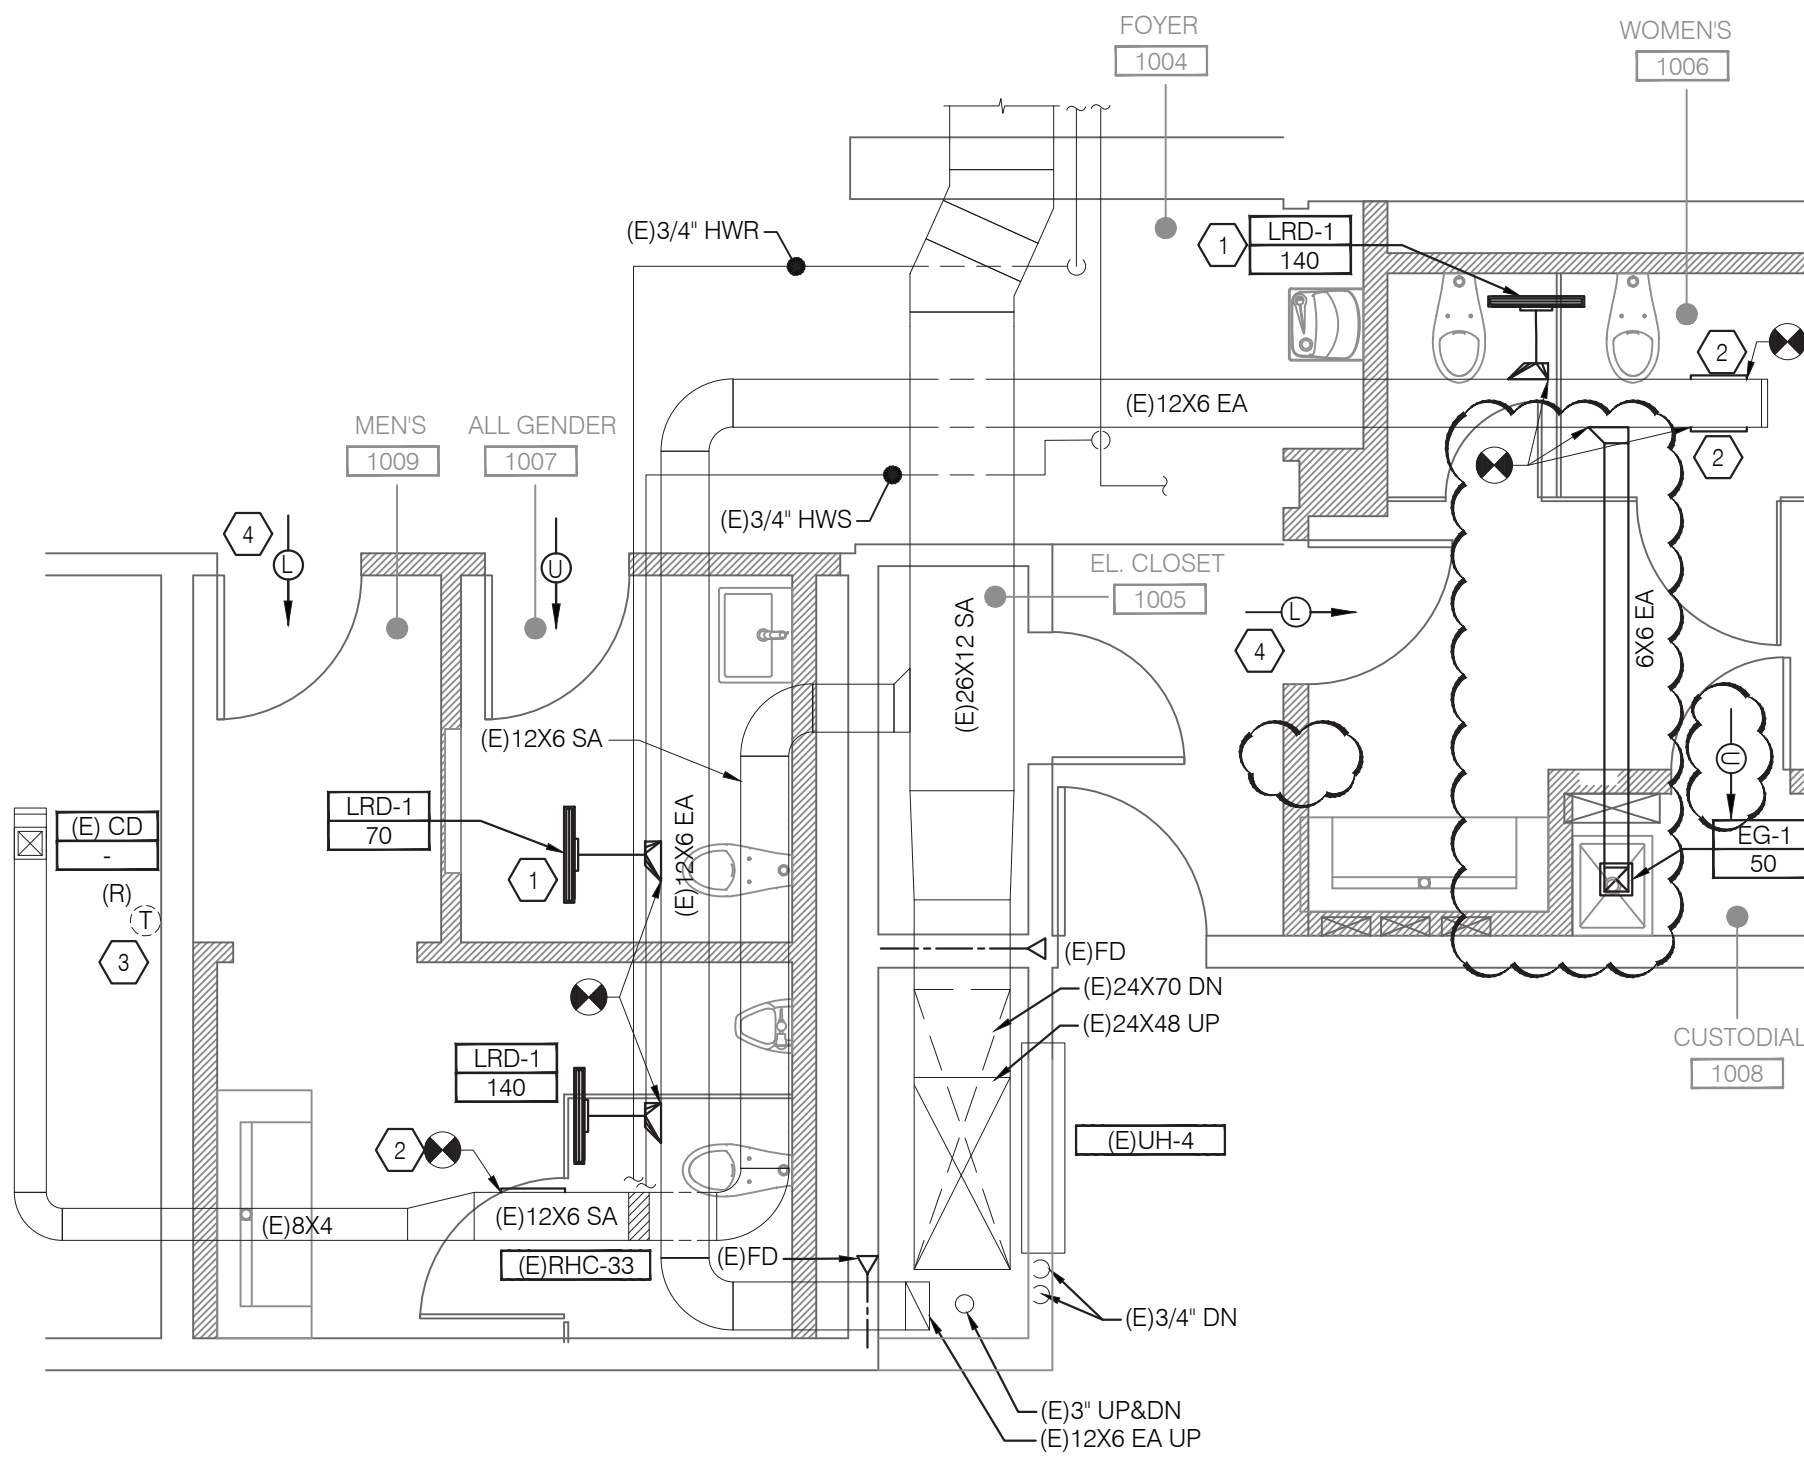 FOYER
1004
WOMEN'S
1006
(E)3/4" HWR
1
LRD-1
140
2
(E)12X6 EA
MEN'S
1009
ALL GENDER
1007
2
(E)3/4" HWS
4
L
U
EL. CLOSET
1005
(E)26X12 SA
L
4
6X6 EA
(E)12X6 SA
U
LRD-1
70
(E)12X6 EA
1
(E) CD
-
(R)
T
3
EG-1
50
(E)FD
(E)24X70 DN
(E)24X48 UP
CUSTODIAL
1008
LRD-1
140
2
(E)UH-4
(E)8X4
(E)12X6 SA
(E)RHC-33
(E)FD
(E)3/4" DN
(E)3" UP&DN
(E)12X6 EA UP